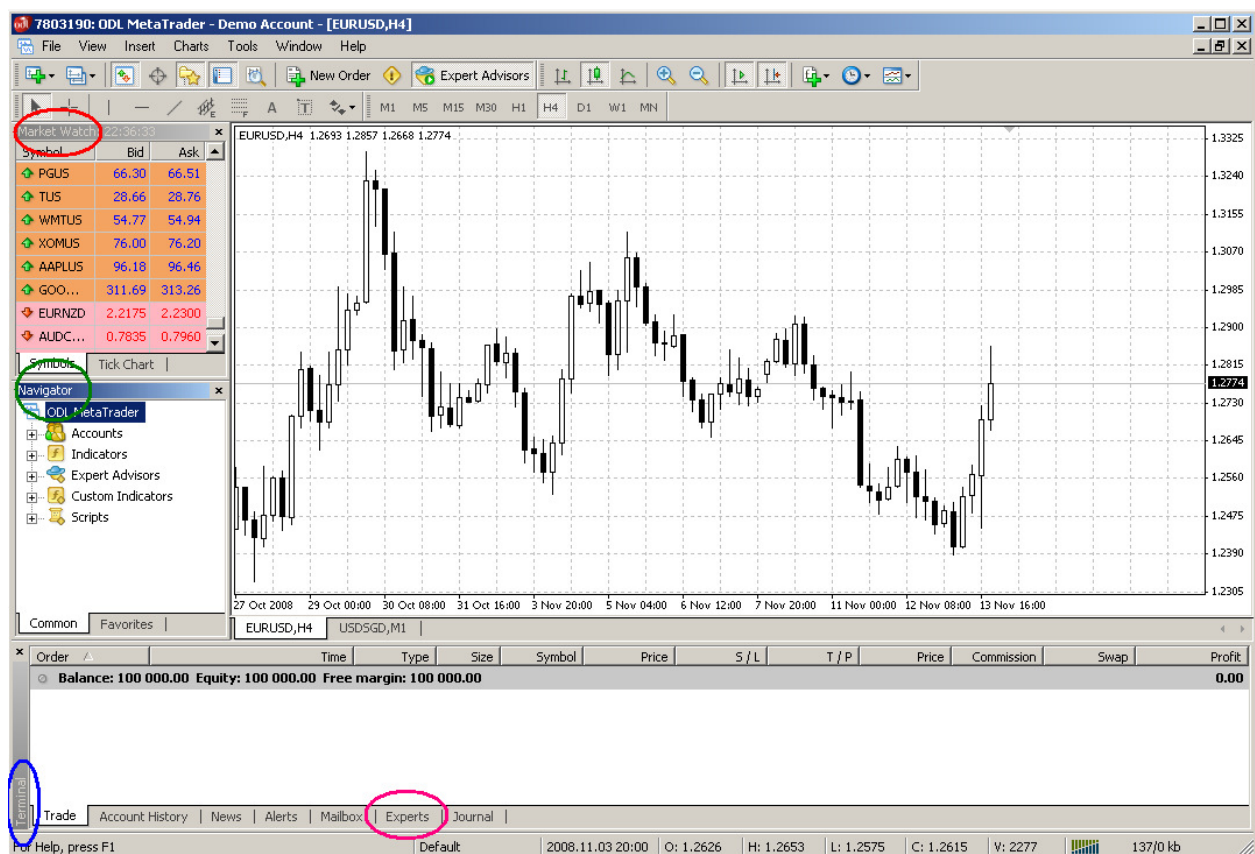 7803190: ODL MetaTrader - Demo Account - [EURUSD,H4]
File View Insert Charts Tools Window Help
New Order Expert Advisors
A T M1 M5 M15 M30 H1 H4 D1 W1 MN
Market Watch: 22:36:33
Symbol Bid Ask
PGUS 66.30 66.51
TUS 28.66 28.76
WMTUS 54.77 54.94
XOMUS 76.00 76.20
AAPLUS 96.18 96.46
GOO... 311.69 313.26
EURNZD 2.2175 2.2300
AUDC... 0.7835 0.7960
Symbols Tick Chart
Navigator
ODL MetaTrader
Accounts
Indicators
Expert Advisors
Custom Indicators
Scripts
Common Favorites
EURUSD,H4 1.2693 1.2857 1.2668 1.2774
1.3325
1.3240
1.3155
1.3070
1.2985
1.2900
1.2815
1.2774
1.2730
1.2645
1.2560
1.2475
1.2390
1.2305
27 Oct 2008 29 Oct 00:00 30 Oct 08:00 31 Oct 16:00 3 Nov 20:00 5 Nov 04:00 6 Nov 12:00 7 Nov 20:00 11 Nov 00:00 12 Nov 08:00 13 Nov 16:00
EURUSD,H4 USDSGD,M1
Order Time Type Size Symbol Price S / L T / P Price Commission Swap Profit
Balance: 100 000.00 Equity: 100 000.00 Free margin: 100 000.00 0.00
Terminal
Trade Account History News Alerts Mailbox Experts Journal
For Help, press F1 Default 2008.11.03 20:00 O: 1.2626 H: 1.2653 L: 1.2575 C: 1.2615 V: 2277 137/0 kb